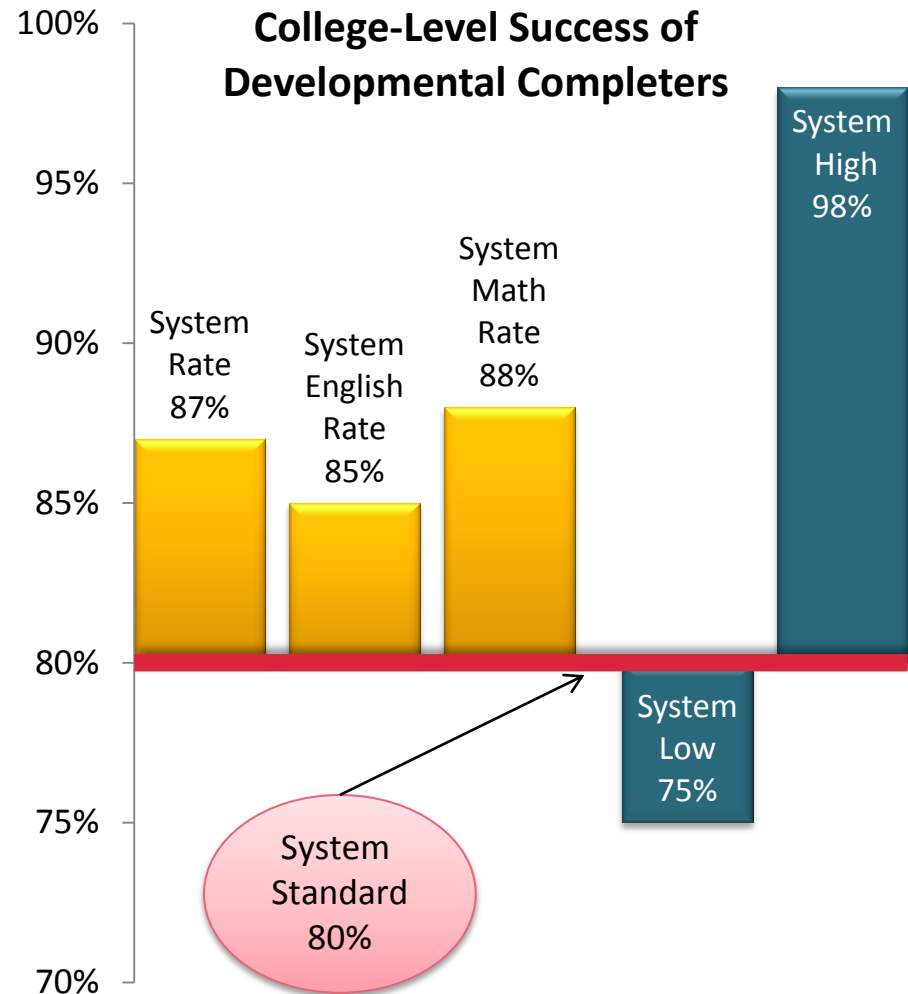 College-Level Success of
Developmental Completers
100%
95%
90%
85%
80%
75%
70%
System
Rate
87%
System
English
Rate
85%
System
Math
Rate
88%
System
Low
75%
System
High
98%
System
Standard
80%